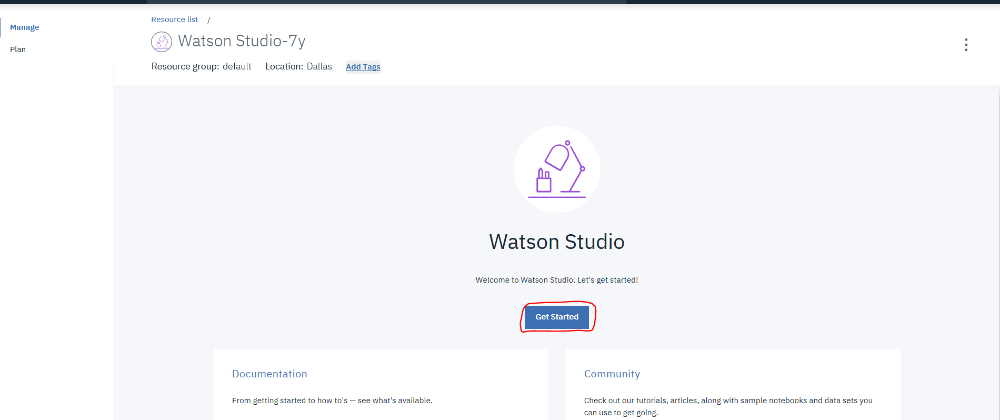 Manage
Plan
Resource list /
Watson Studio-7y
Resource group: default Location: Dallas Add Tags
Watson Studio
Welcome to Watson Studio. Let's get started!
Get Started
Documentation
From getting started to how to's — see what's available.
Community
Check out our tutorials, articles, along with sample notebooks and data sets you
can use to get going.